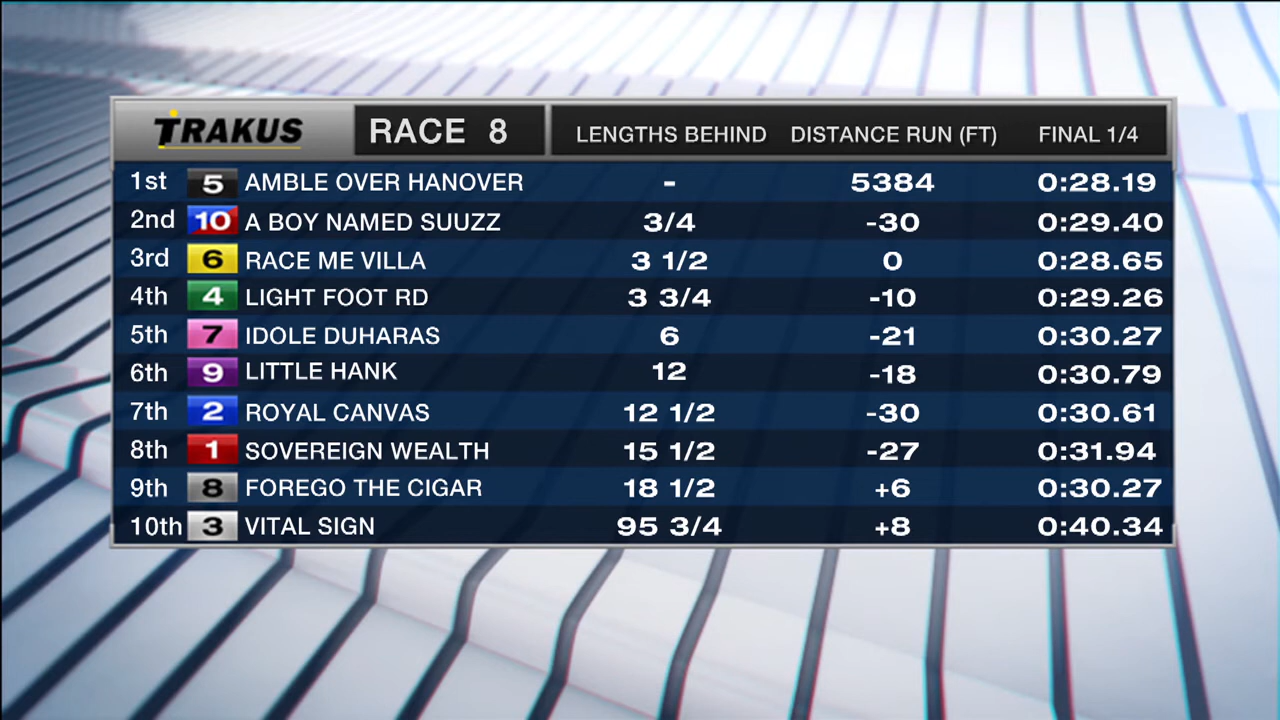 TRAKUS RACE 8 LENGTHS BEHIND DISTANCE RUN (FT) FINAL 1/4
1st 5 AMBLE OVER HANOVER - 5384 0:28.19
2nd 10 A BOY NAMED SUUZZ 3/4 -30 0:29.40
3rd 6 RACE ME VILLA 3 1/2 0 0:28.65
4th 4 LIGHT FOOT RD 3 3/4 -10 0:29.26
5th 7 IDOLE DUHARAS 6 -21 0:30.27
6th 9 LITTLE HANK 12 -18 0:30.79
7th 2 ROYAL CANVAS 12 1/2 -30 0:30.61
8th 1 SOVEREIGN WEALTH 15 1/2 -27 0:31.94
9th 8 FOREGO THE CIGAR 18 1/2 +6 0:30.27
10th 3 VITAL SIGN 95 3/4 +8 0:40.34